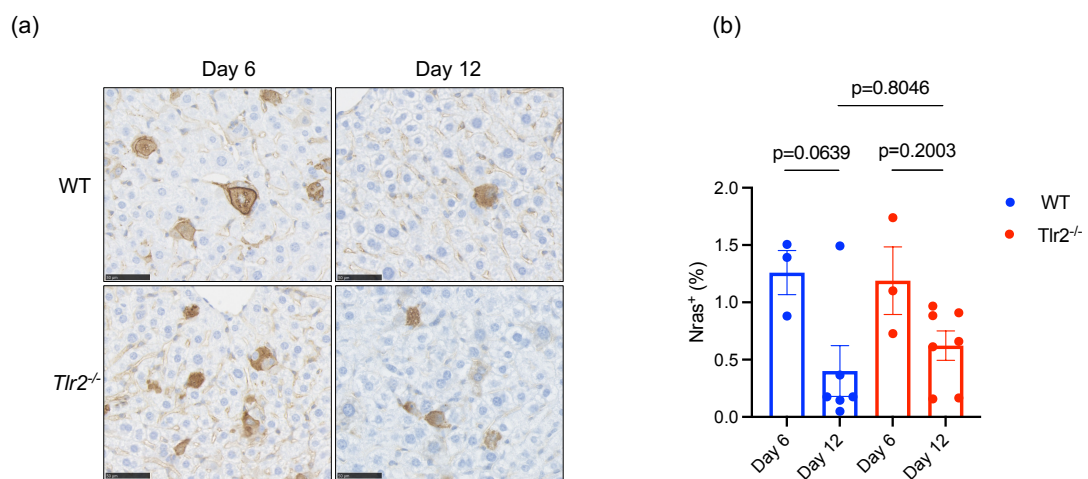 (a)
(b)
Day 6
Day 12
WT
Tlr2-/-
p=0.8046
p=0.0639
p=0.2003
WT
Tlr2-/-
2.0
1.5
1.0
0.5
0.0
Nras+ (%)
Day 6
Day 12
Day 6
Day 12